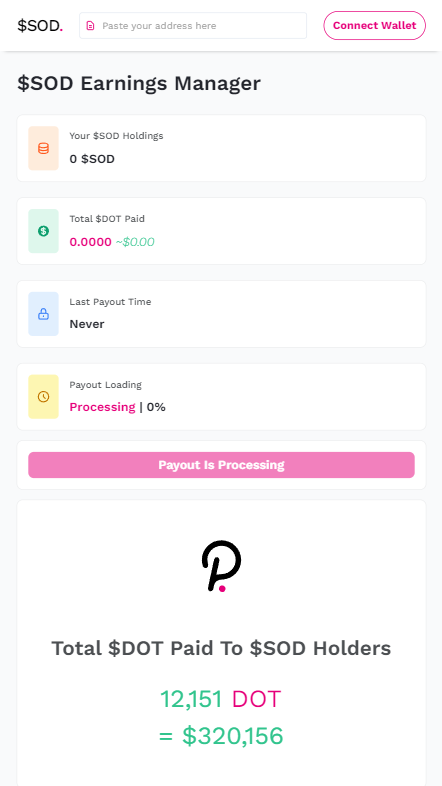 $SOD.
Paste your address here
Connect Wallet
$SOD Earnings Manager
Your $SOD Holdings
0 $SOD
Total $DOT Paid
0.0000 ~$0.00
Last Payout Time
Never
Payout Loading
Processing | 0%
Payout Is Processing
Total $DOT Paid To $SOD Holders
12,151 DOT
= $320,156